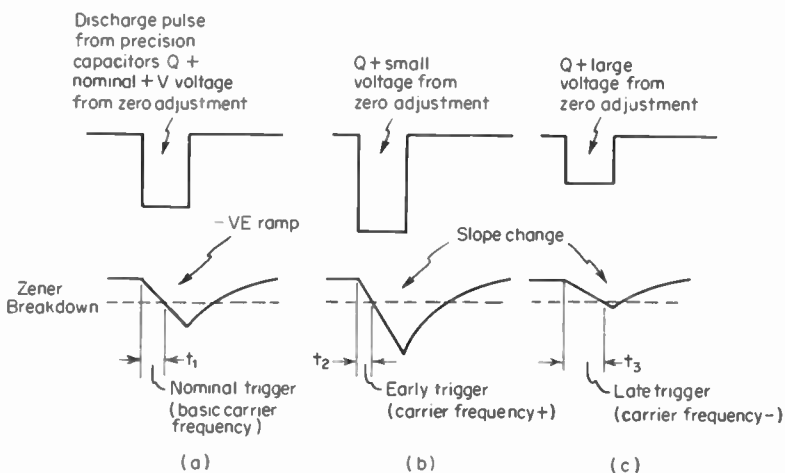 Discharge pulse
from precision
capacitors Q +
nominal + V voltage
from zero adjustment
Q + small
voltage from
zero adjustment
Q + large
voltage from
zero adjustment
-VE ramp
Slope change
Zener
Breakdown
t1
t2
t3
Nominal trigger
(basic carrier
frequency)
Early trigger
(carrier frequency+)
Late trigger
(carrier frequency-)
(a)
(b)
(c)